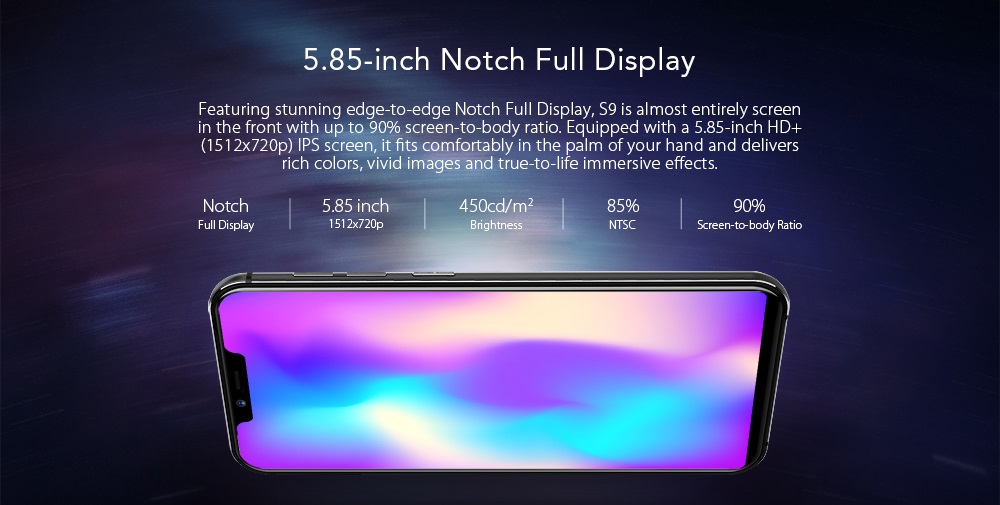 5.85-inch Notch Full Display
Featuring stunning edge-to-edge Notch Full Display, S9 is almost entirely screen
in the front with up to 90% screen-to-body ratio. Equipped with a 5.85-inch HD+
(1512x720p) IPS screen, it fits comfortably in the palm of your hand and delivers
rich colors, vivid images and true-to-life immersive effects.
Notch
Full Display
5.85 inch
1512x720p
450cd/m²
Brightness
85%
NTSC
90%
Screen-to-body Ratio